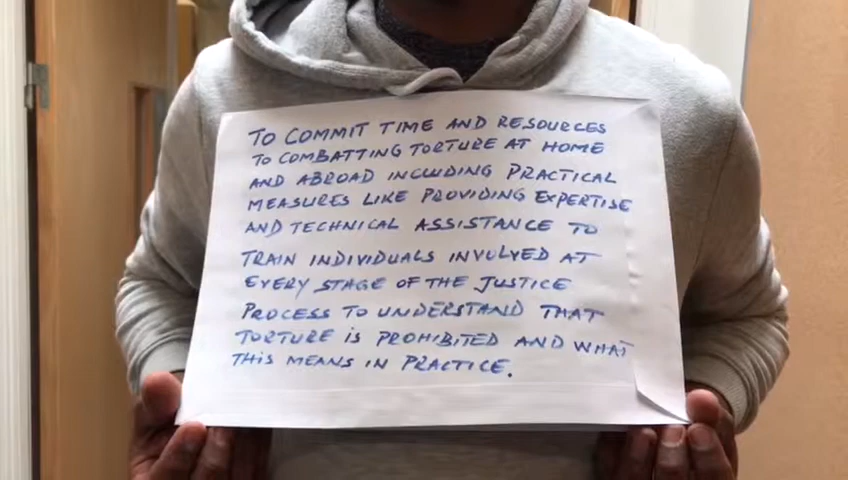 TO COMMIT TIME AND RESOURCES
TO COMBATTING TORTURE AT HOME
AND ABROAD INCLUDING PRACTICAL
MEASURES LIKE PROVIDING EXPERTISE
AND TECHNICAL ASSISTANCE TO
TRAIN INDIVIDUALS INVOLVED AT
EVERY STAGE OF THE JUSTICE
PROCESS TO UNDERSTAND THAT
TORTURE IS PROHIBITED AND WHAT
THIS MEANS IN PRACTICE.